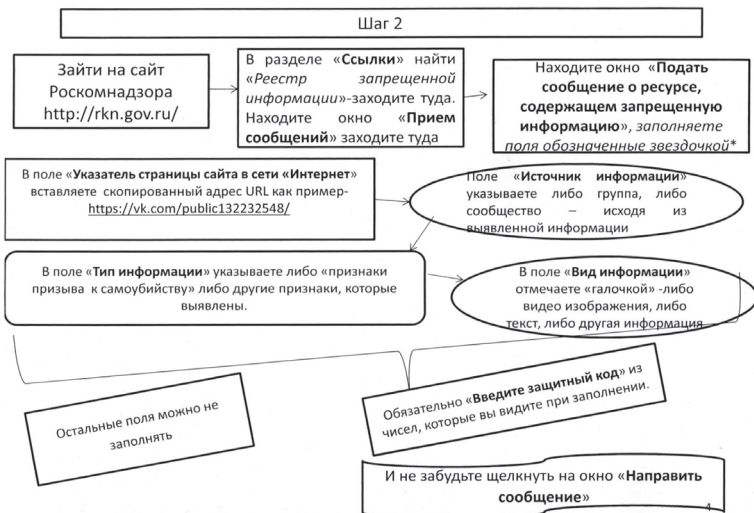 Шаг 2
Зайти на сайт
Роскомнадзора
http://rkn.gov.ru/
В разделе «Ссылки» найти
«Реестр запрещенной
информации»-заходите туда.
Находите окно «Прием
сообщений» заходите туда
Находите окно «Подать
сообщение о ресурсе,
содержащем запрещенную
информацию», заполняете
поля обозначенные звездочкой*
В поле «Указатель страницы сайта в сети «Интернет»
вставляете скопированный адрес URL как пример-
https://vk.com/public132232548/
Поле «Источник информации»
указываете либо группа, либо
сообщество – исходя из
выявленной информации
В поле «Тип информации» указываете либо «признаки
призыва к самоубийству» либо другие признаки, которые
выявлены.
В поле «Вид информации»
отмечаете «галочкой» -либо
видео изображения, либо
текст, либо другая информация
Остальные поля можно не
заполнять
Обязательно «Введите защитный код» из
чисел, которые вы видите при заполнении.
И не забудьте щелкнуть на окно «Направить
сообщение»
4